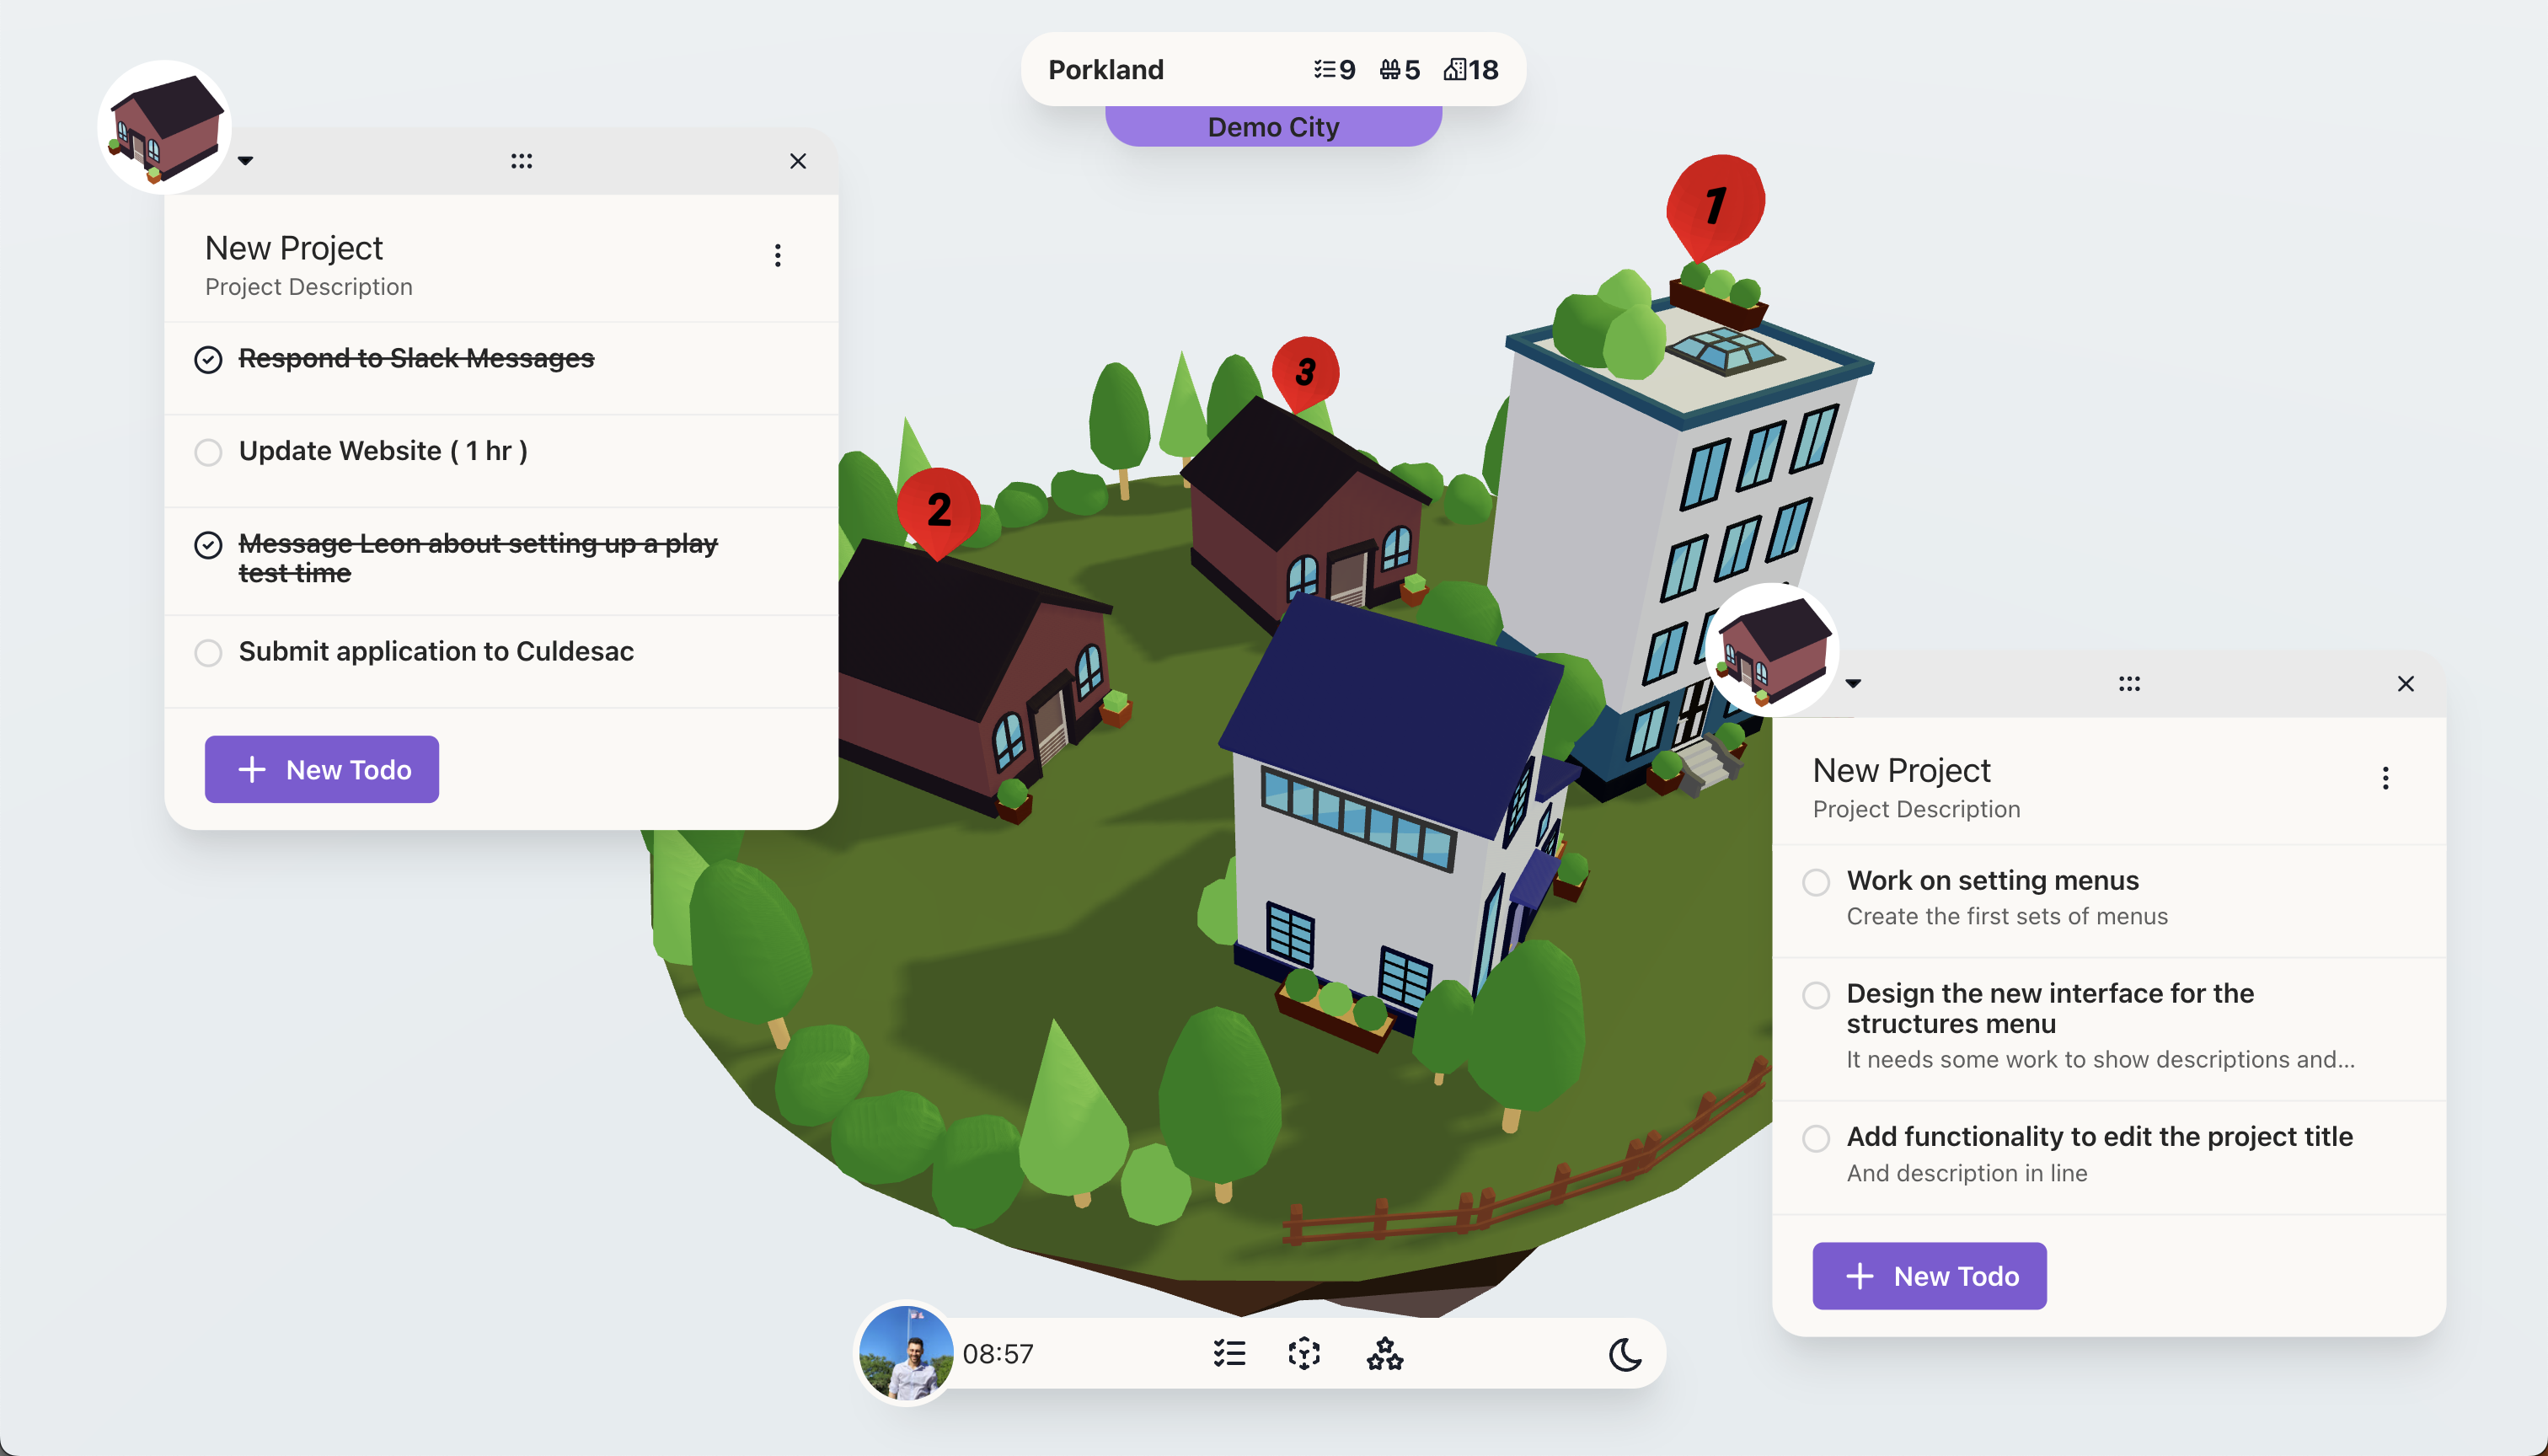 Porkland
9
5
18
Demo City
New Project
Project Description
Respond to Slack Messages
Update Website ( 1 hr )
Message Leon about setting up a play
test time
Submit application to Culdesac
New Todo
1
3
2
New Project
Project Description
Work on setting menus
Create the first sets of menus
Design the new interface for the
structures menu
It needs some work to show descriptions and...
Add functionality to edit the project title
And description in line
New Todo
08:57